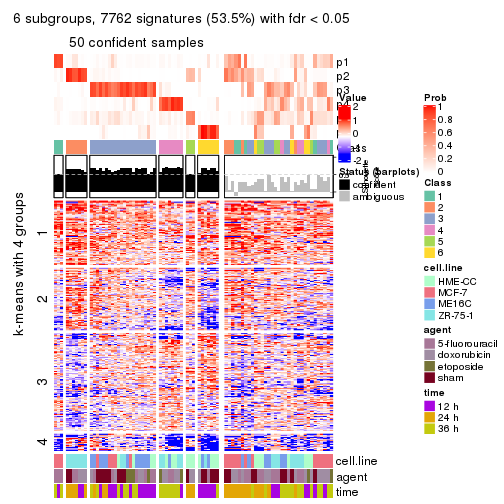 6 subgroups, 7762 signatures (53.5%) with fdr < 0.05
50 confident samples
p1
p2
p3
k-means with 4 groups
1
2
3
4
cell.line
agent
time
Value
2
1
0
-1
-2
Status (barplots)
confident
ambiguous
Silhouette
Prob
1
0.8
0.6
0.4
0.2
0
Class
1
2
3
4
5
6
cell.line
HME-CC
MCF-7
ME16C
ZR-75-1
agent
5-fluorouracil
doxorubicin
etoposide
sham
time
12 h
24 h
36 h